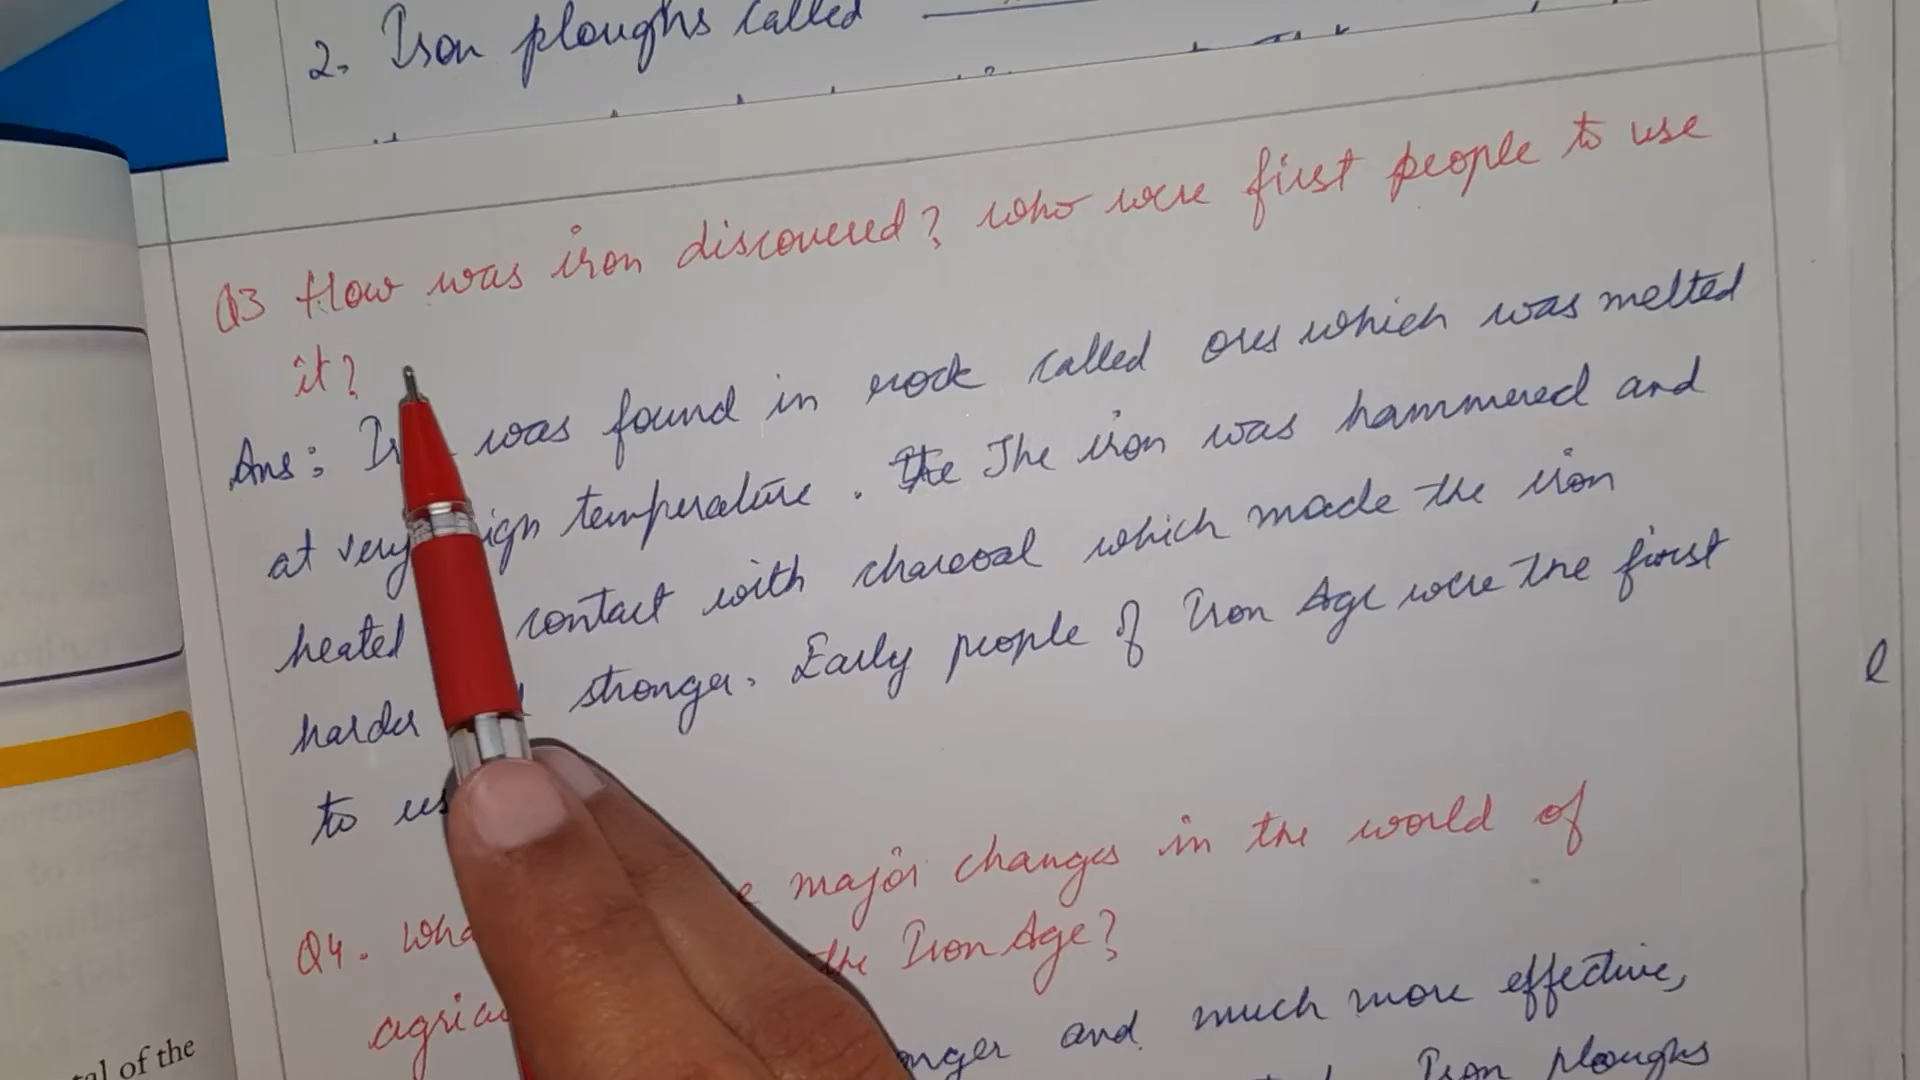 2. Iron ploughs called
Q3 How was iron discovered? who were first people to use
it?
Ans: was found in rock called ores which was melted
at very temperature. The The iron was hammered and
heated contact with charcoal which made the iron
harder stronger. Early people of Iron Age were the first
to
Q4. major changes in the world of
the Iron Age?
and much more effective,
Iron ploughs
of the
l